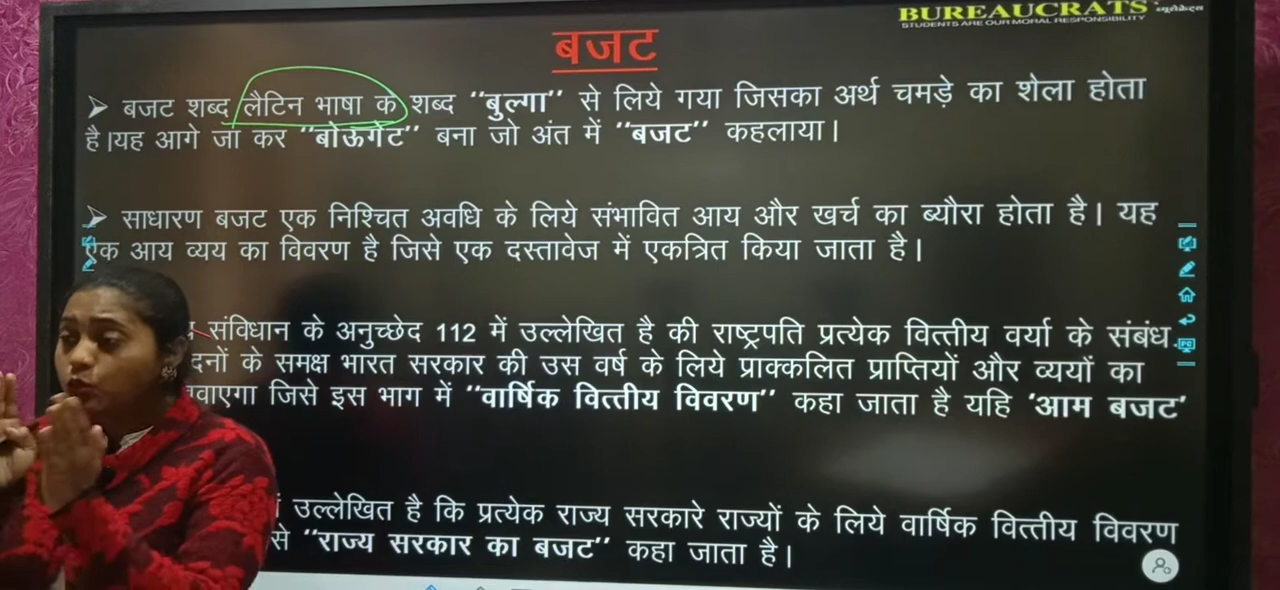 BUREAUCRATS ब्यूरोक्रेट्स
STUDENTS ARE OUR MORAL RESPONSIBILITY
बजट
➤ बजट शब्द लैटिन भाषा के शब्द "बुल्गा" से लिये गया जिसका अर्थ चमड़े का शेला होता
है।यह आगे जा कर "बोऊगेट" बना जो अंत में "बजट" कहलाया।
➤ साधारण बजट एक निश्चित अवधि के लिये संभावित आय और खर्च का ब्यौरा होता है। यह
एक आय व्यय का विवरण है जिसे एक दस्तावेज में एकत्रित किया जाता है।
संविधान के अनुच्छेद 112 में उल्लेखित है की राष्ट्रपति प्रत्येक वित्तीय वर्या के संबंध
के समक्ष भारत सरकार की उस वर्ष के लिये प्राक्कलित प्राप्तियों और व्ययों का
जिसे इस भाग में "वार्षिक वित्तीय विवरण" कहा जाता है यहि 'आम बजट'
उल्लेखित है कि प्रत्येक राज्य सरकारे राज्यों के लिये वार्षिक वित्तीय विवरण
से "राज्य सरकार का बजट" कहा जाता है।